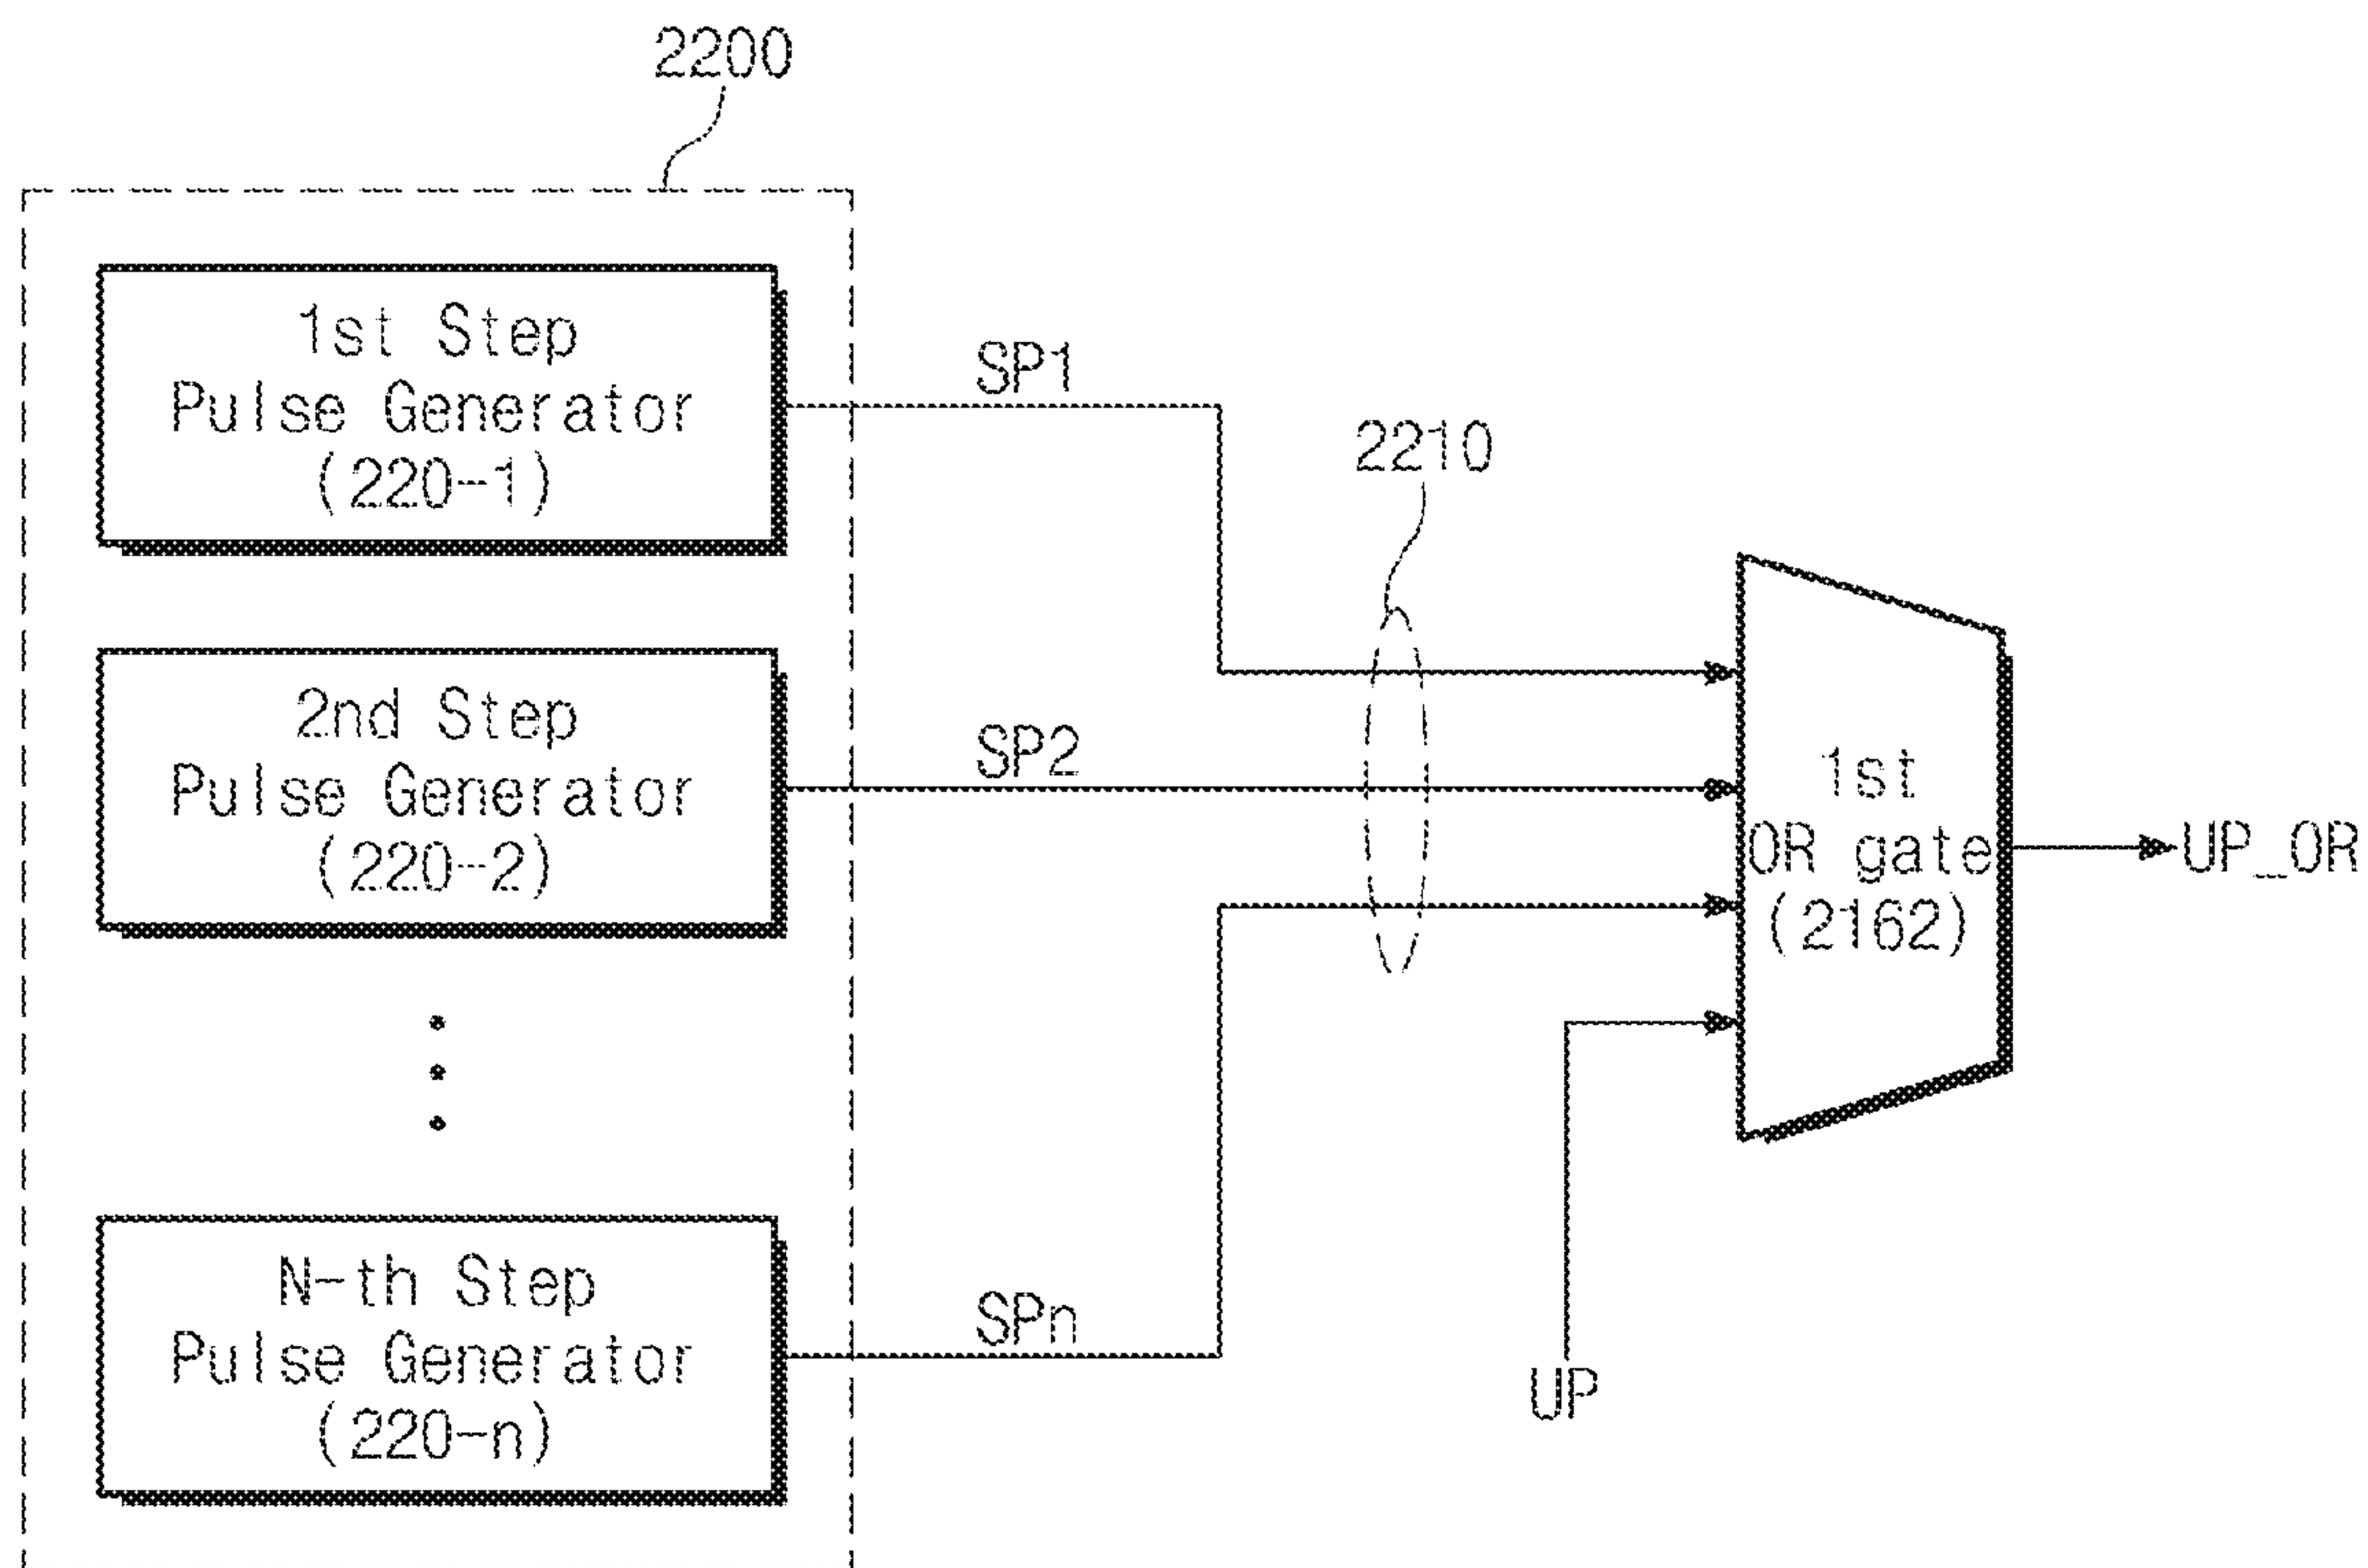 2200
1st Step
Pulse Generator
(220-1)
SP1
2210
2nd Step
Pulse Generator
(220-2)
SP2
1st
OR gate
(2162)
UP_OR
N-th Step
Pulse Generator
(220-n)
SPn
UP